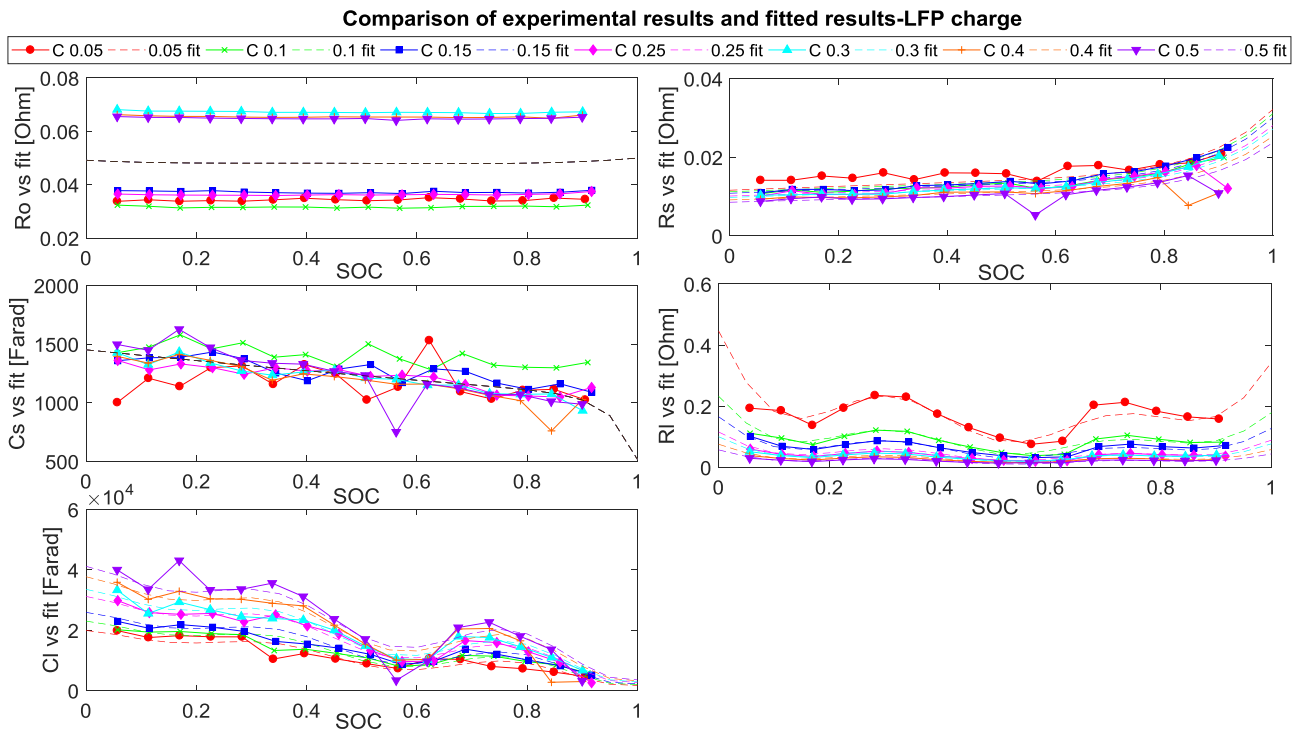 Comparison of experimental results and fitted results-LFP charge
C 0.05 0.05 fit C 0.1 0.1 fit C 0.15 0.15 fit C 0.25 0.25 fit C 0.3 0.3 fit C 0.4 0.4 fit C 0.5 0.5 fit
Ro vs fit [Ohm]
0.08
0.06
0.04
0.02
0 0.2 0.4 0.6 0.8 1
SOC
Rs vs fit [Ohm]
0.04
0.02
0
0 0.2 0.4 0.6 0.8 1
SOC
Cs vs fit [Farad]
2000
1500
1000
500
0 0.2 0.4 0.6 0.8 1
SOC
Rl vs fit [Ohm]
0.6
0.4
0.2
0
0 0.2 0.4 0.6 0.8 1
SOC
Cl vs fit [Farad]
×10⁴
6
4
2
0
0 0.2 0.4 0.6 0.8 1
SOC